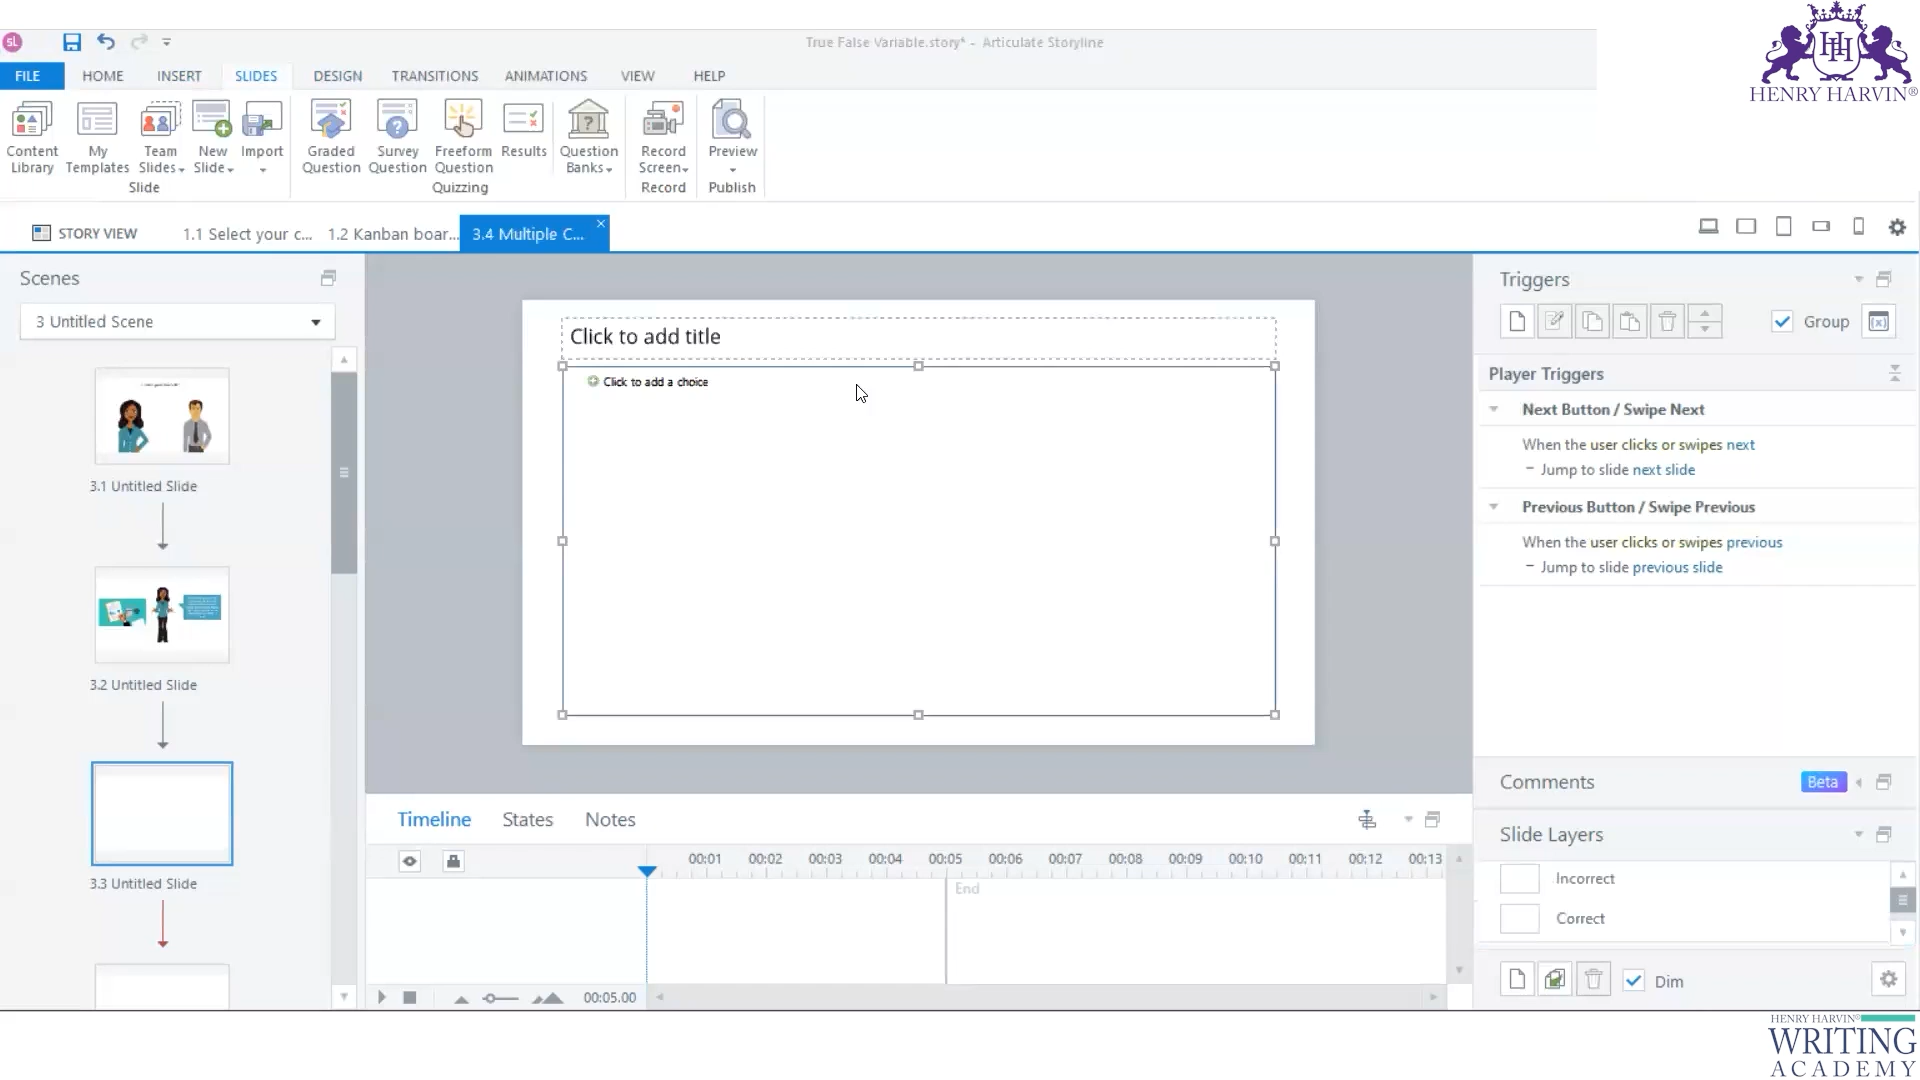 True False Variable.story* - Articulate Storyline
HENRY HARVIN®
FILE HOME INSERT SLIDES DESIGN TRANSITIONS ANIMATIONS VIEW HELP
Content Library
My Templates
Team Slides
New Slide
Import
Graded Question
Survey Question
Freeform Question
Results
Question Banks
Record Screen
Preview
Slide Quizzing Record Publish
STORY VIEW 1.1 Select your c... 1.2 Kanban boar... 3.4 Multiple C...
Scenes
3 Untitled Scene
3.1 Untitled Slide
3.2 Untitled Slide
3.3 Untitled Slide
Click to add title
Click to add a choice
Triggers
Group
Player Triggers
Next Button / Swipe Next
When the user clicks or swipes next
- Jump to slide next slide
Previous Button / Swipe Previous
When the user clicks or swipes previous
- Jump to slide previous slide
Comments Beta
Slide Layers
Incorrect
Correct
Dim
Timeline States Notes
00:01 00:02 00:03 00:04 00:05 00:06 00:07 00:08 00:09 00:10 00:11 00:12 00:13
End
00:05.00
HENRY HARVIN®
WRITING
ACADEMY